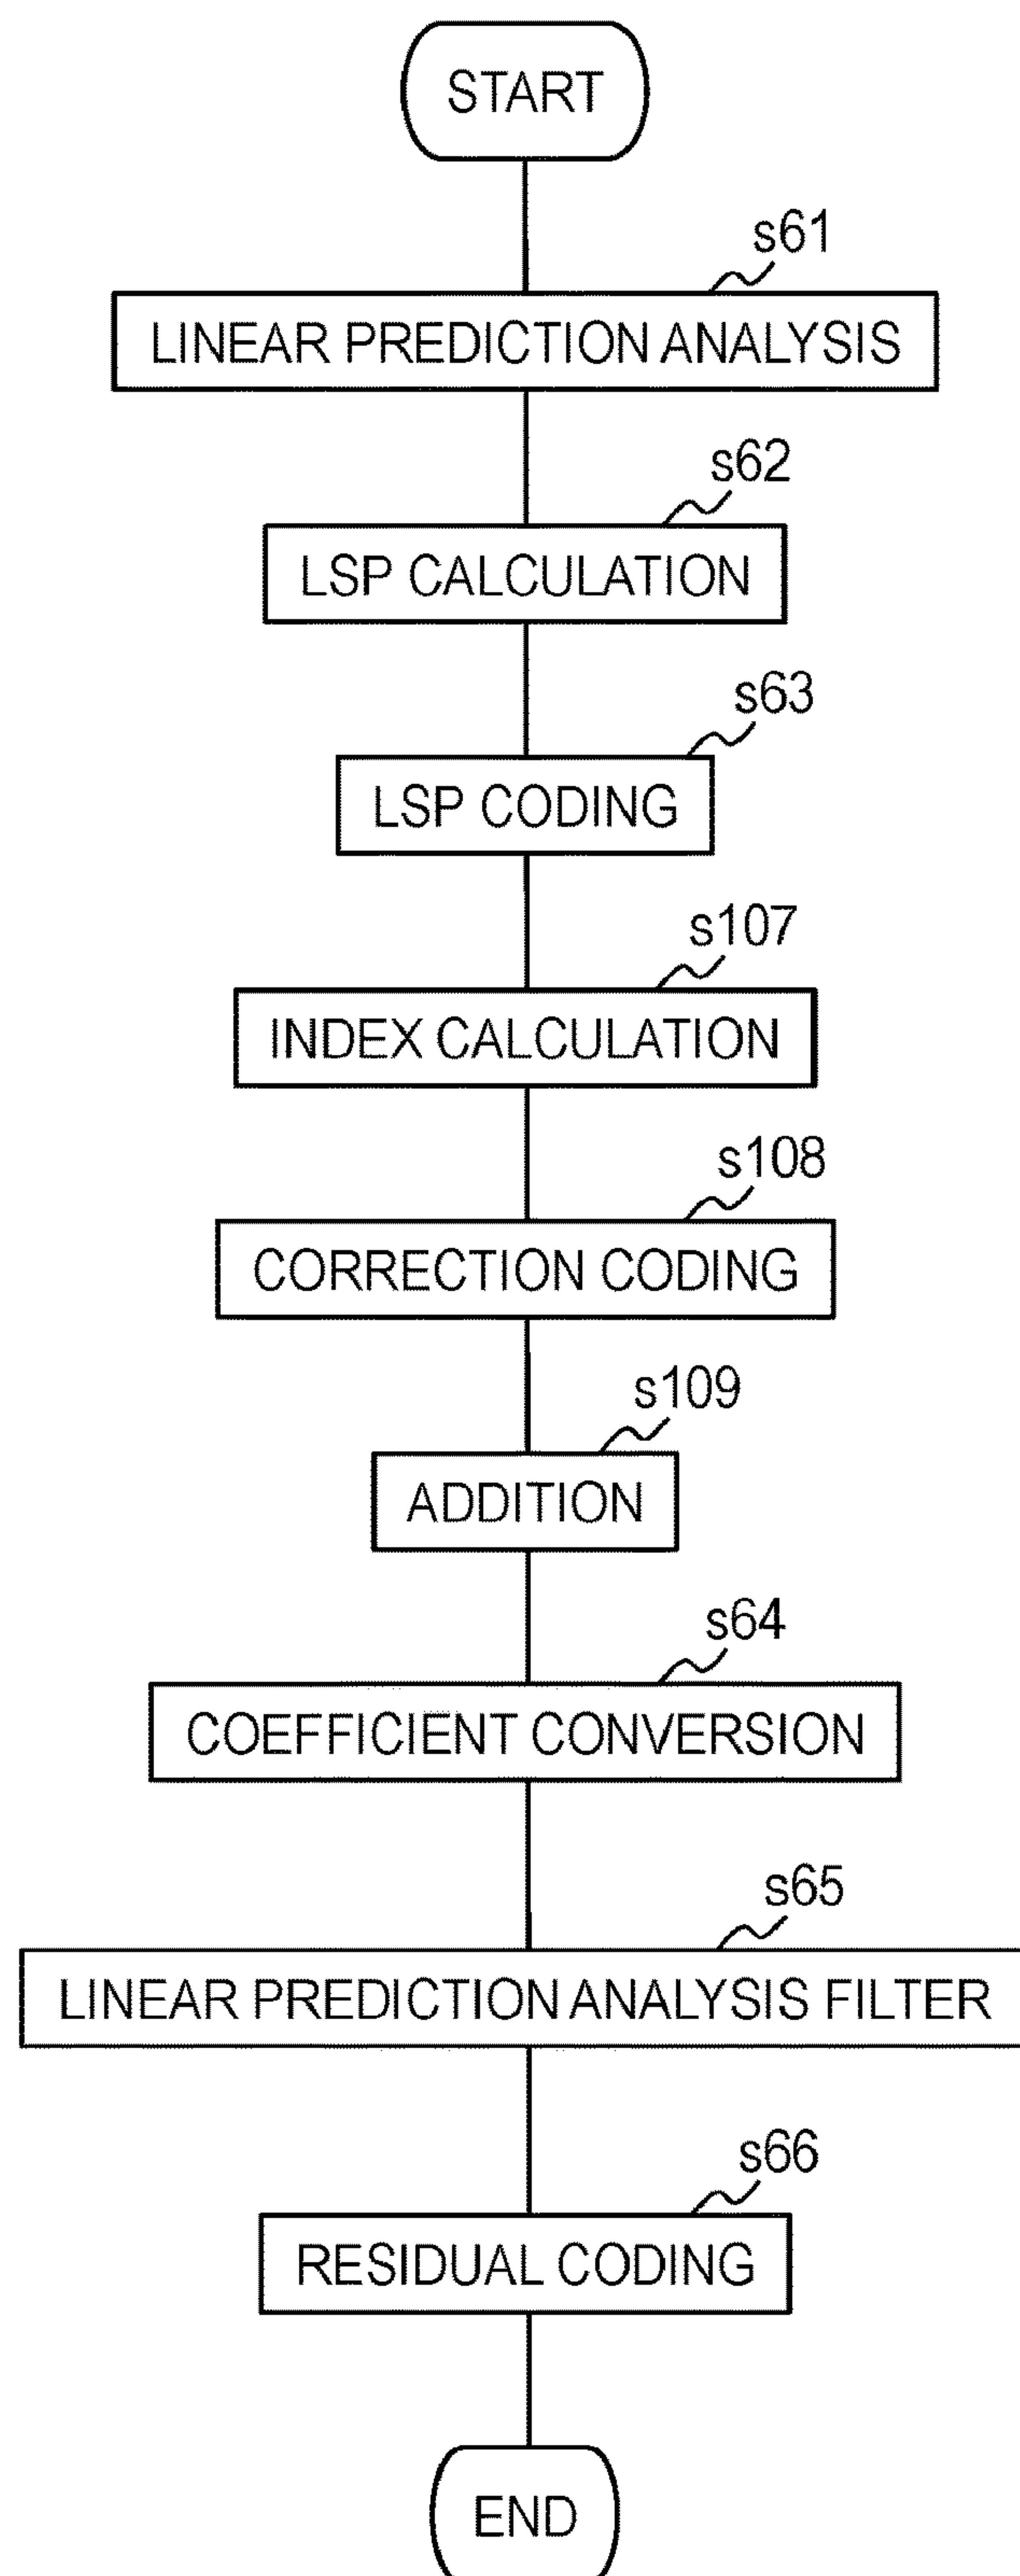 START
s61
LINEAR PREDICTION ANALYSIS
s62
LSP CALCULATION
s63
LSP CODING
s107
INDEX CALCULATION
s108
CORRECTION CODING
s109
ADDITION
s64
COEFFICIENT CONVERSION
s65
LINEAR PREDICTION ANALYSIS FILTER
s66
RESIDUAL CODING
END